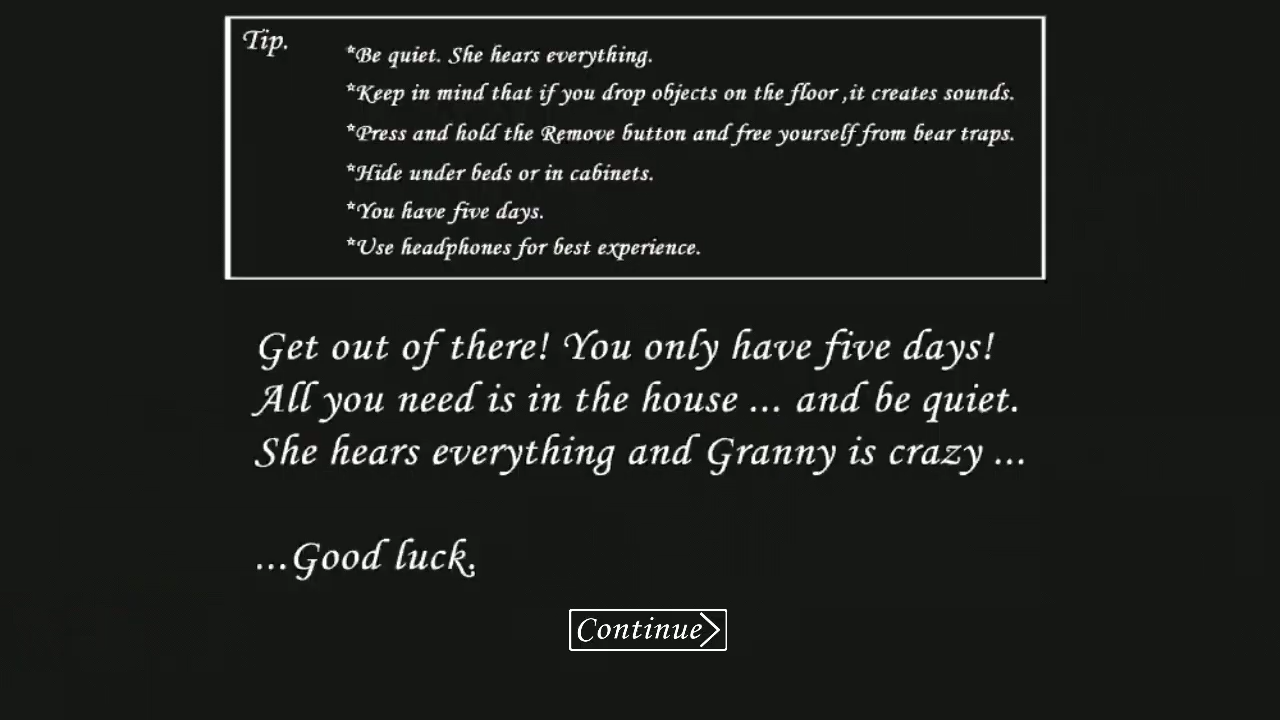 Tip.
*Be quiet. She hears everything.
*Keep in mind that if you drop objects on the floor ,it creates sounds.
*Press and hold the Remove button and free yourself from bear traps.
*Hide under beds or in cabinets.
*You have five days.
*Use headphones for best experience.
Get out of there! You only have five days!
All you need is in the house ... and be quiet.
She hears everything and Granny is crazy ...
...Good luck.
Continue